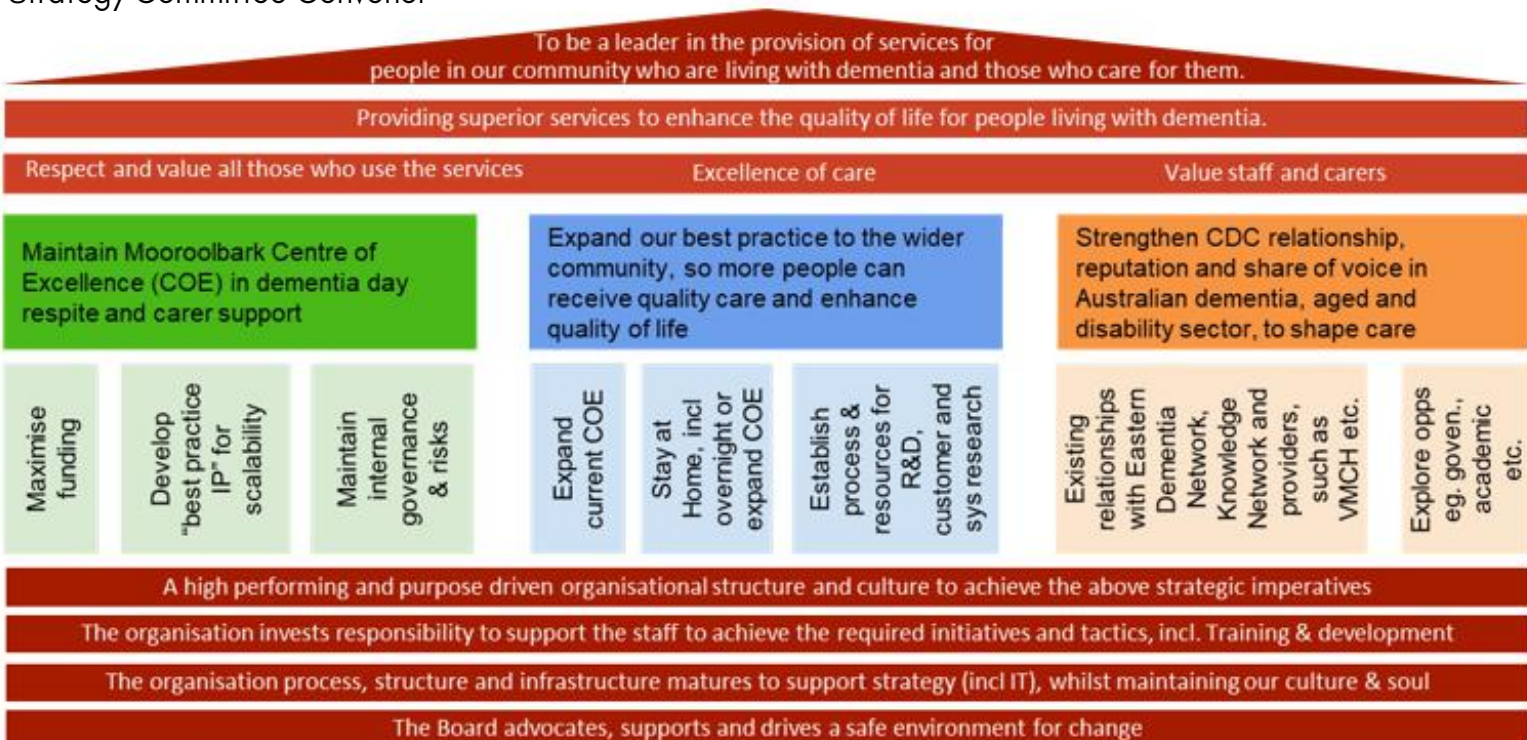 Strategy Committee Convenor
To be a leader in the provision of services for
people in our community who are living with dementia and those who care for them.
Providing superior services to enhance the quality of life for people living with dementia.
Respect and value all those who use the services
Excellence of care
Value staff and carers
Maintain Mooroolbark Centre of
Excellence (COE) in dementia day
respite and carer support
Expand our best practice to the wider
community, so more people can
receive quality care and enhance
quality of life
Strengthen CDC relationship,
reputation and share of voice in
Australian dementia, aged and
disability sector, to shape care
Maximise
funding
Develop
"best practice
IP" for
scalability
Maintain
internal
governance
& risks
Expand
current COE
Stay at
Home, incl
overnight or
expand COE
Establish
process &
resources for
R&D,
customer and
sys research
Existing
relationships
with Eastern
Dementia
Network,
Knowledge
Network and
providers,
such as
VMCH etc.
Explore opps
eg. goven.,
academic
etc.
A high performing and purpose driven organisational structure and culture to achieve the above strategic imperatives
The organisation invests responsibility to support the staff to achieve the required initiatives and tactics, incl. Training & development
The organisation process, structure and infrastructure matures to support strategy (incl IT), whilst maintaining our culture & soul
The Board advocates, supports and drives a safe environment for change